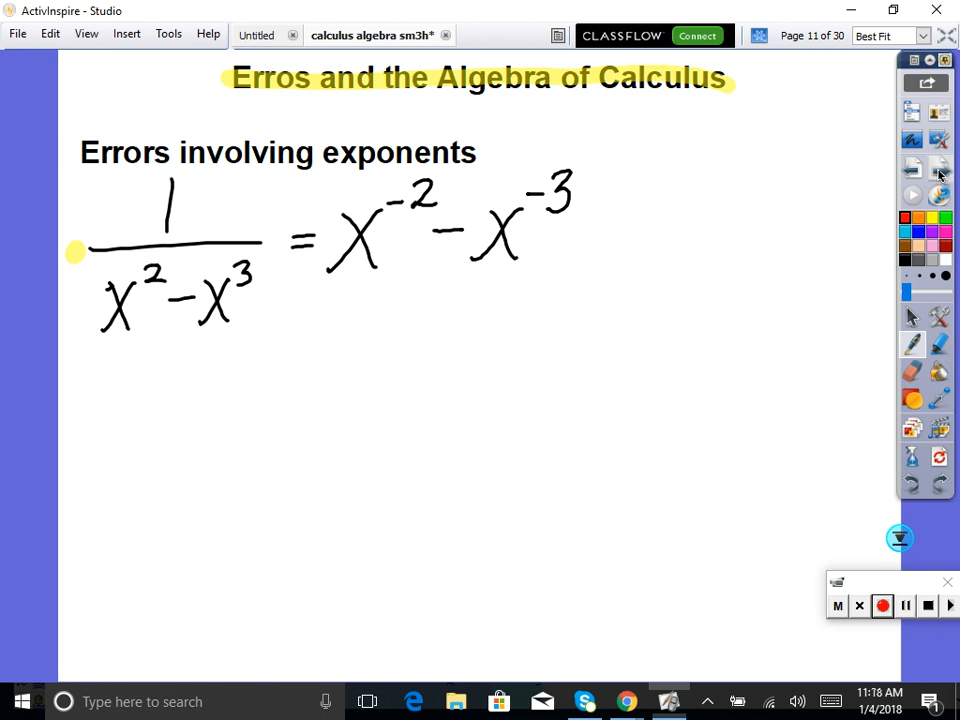 ActivInspire - Studio
File Edit View Insert Tools Help Untitled calculus algebra sm3h* CLASSFLOW Connect Page 11 of 30 Best Fit
Erros and the Algebra of Calculus
Errors involving exponents
1/(x² - x³) = x⁻² - x⁻³
M
Type here to search
11:18 AM
1/4/2018
1